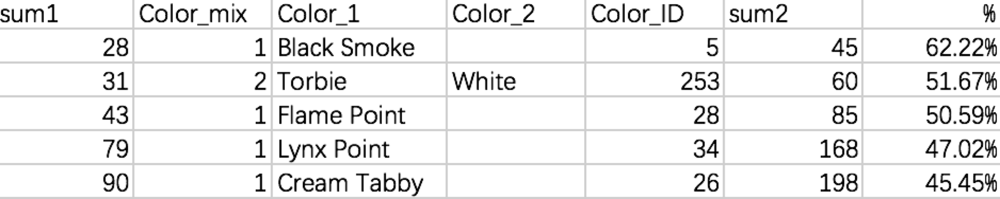 sum1 Color_mix Color_1 Color_2 Color_ID sum2 %
28 1 Black Smoke 5 45 62.22%
31 2 Torbie White 253 60 51.67%
43 1 Flame Point 28 85 50.59%
79 1 Lynx Point 34 168 47.02%
90 1 Cream Tabby 26 198 45.45%